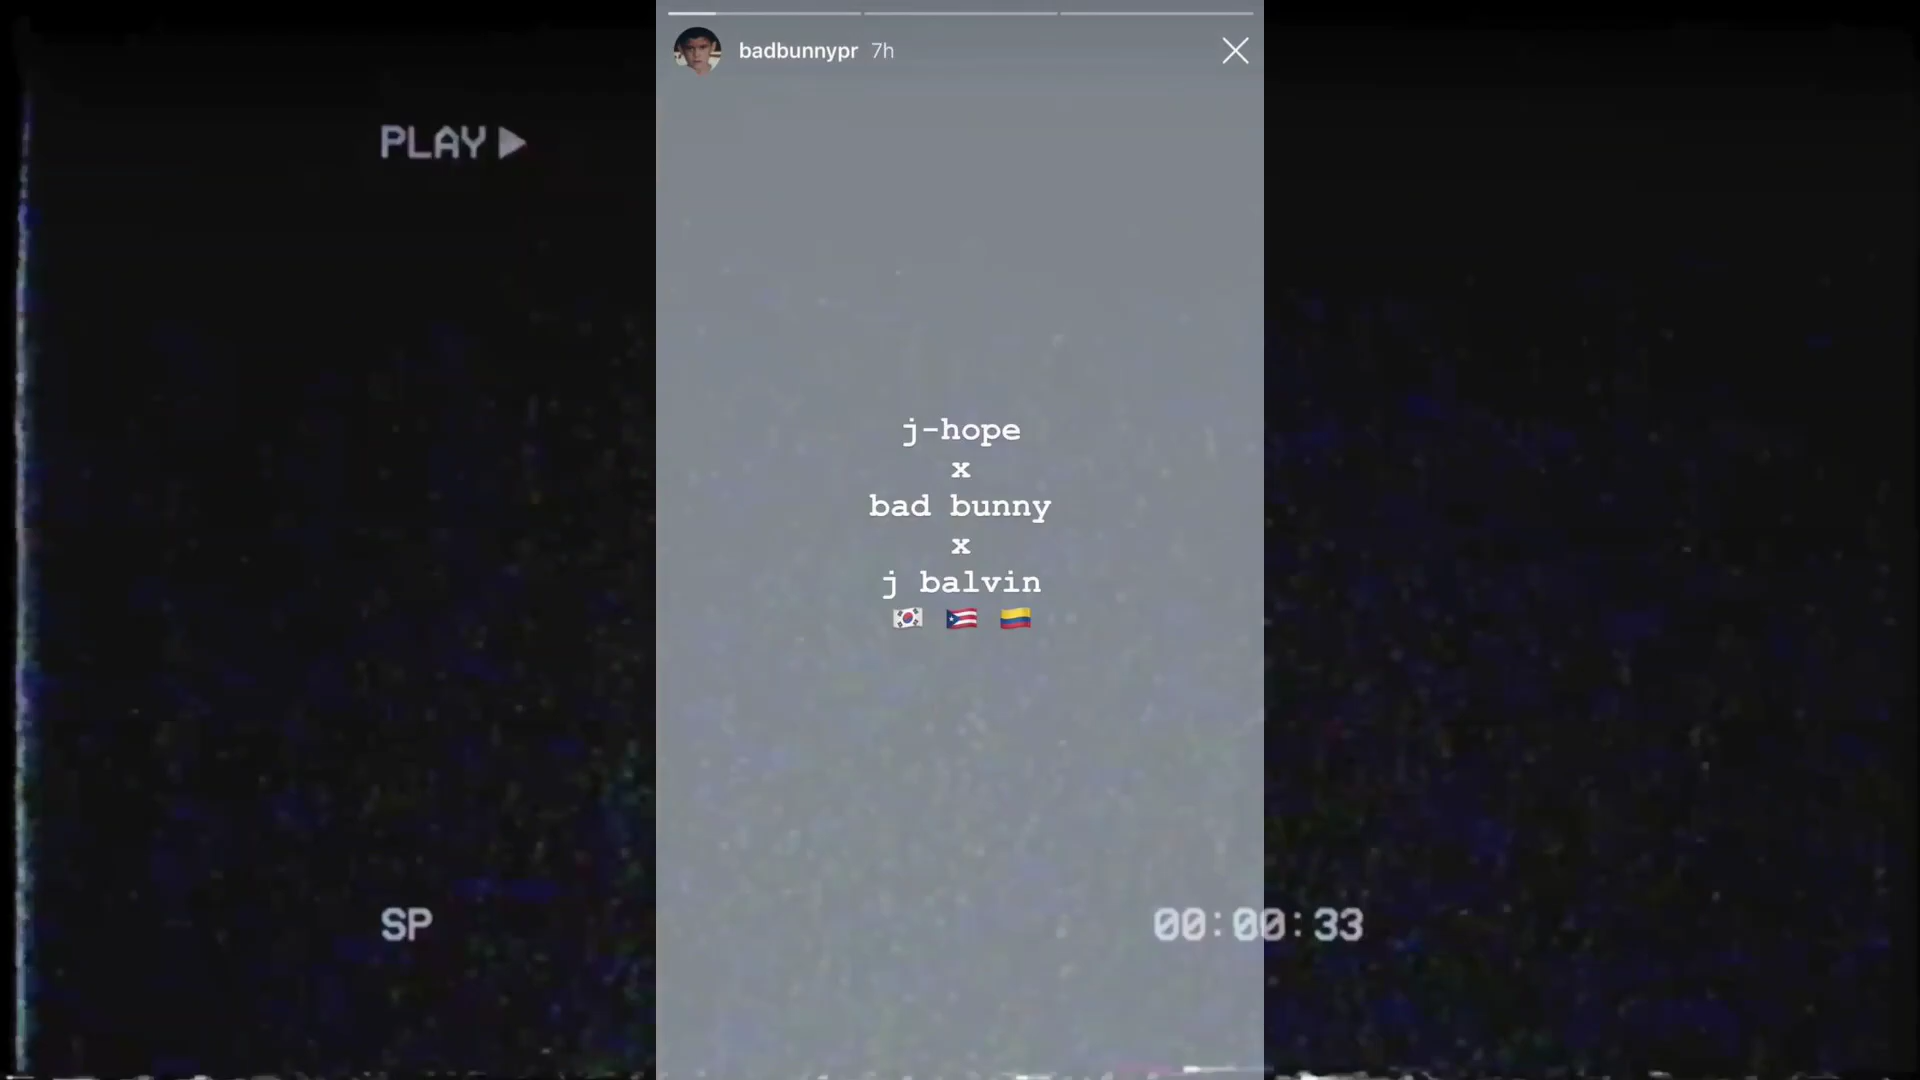 badbunnypr 7h
PLAY
j-hope
x
bad bunny
x
j balvin
🇰🇷 🇵🇷 🇨🇴
SP
00:00:33